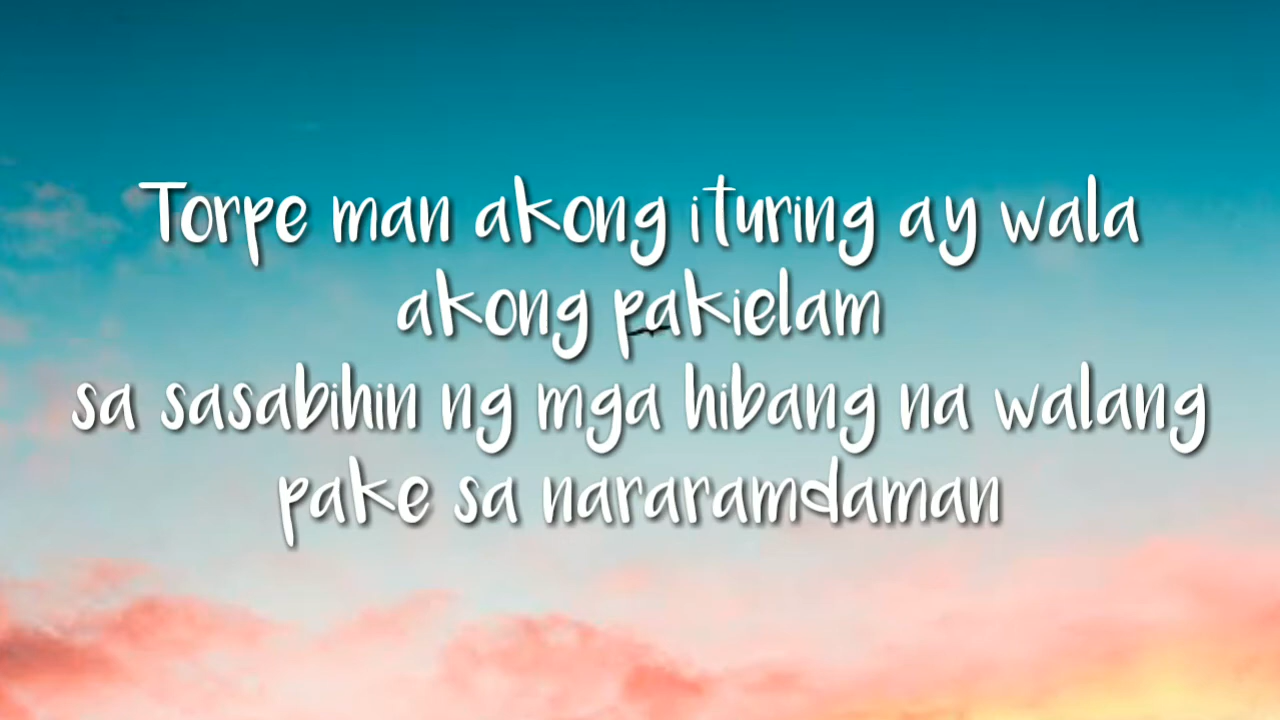 Torpe man akong ituring ay wala
akong pakielam
sa sasabihin ng mga hibang na walang
pake sa nararamdaman